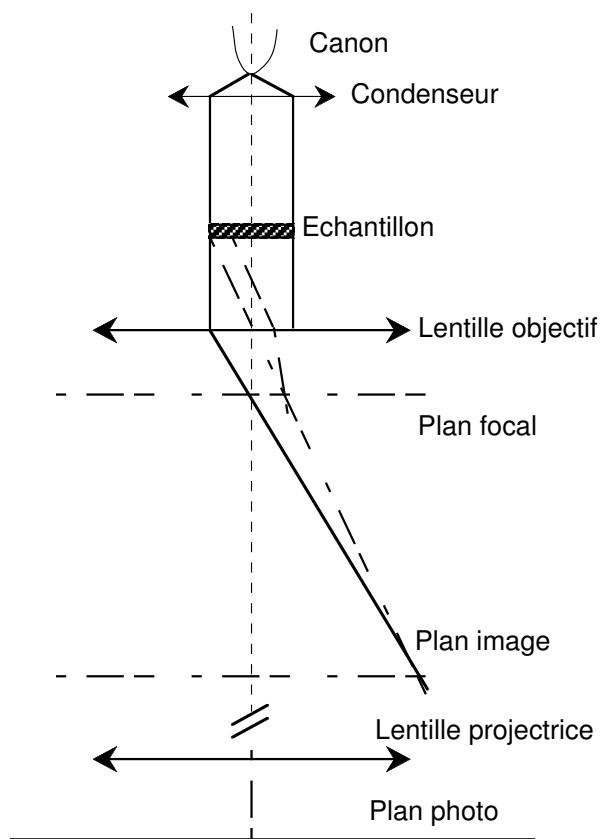 Canon
Condenseur
Echantillon
Lentille objectif
Plan focal
Plan image
Lentille projectrice
Plan photo